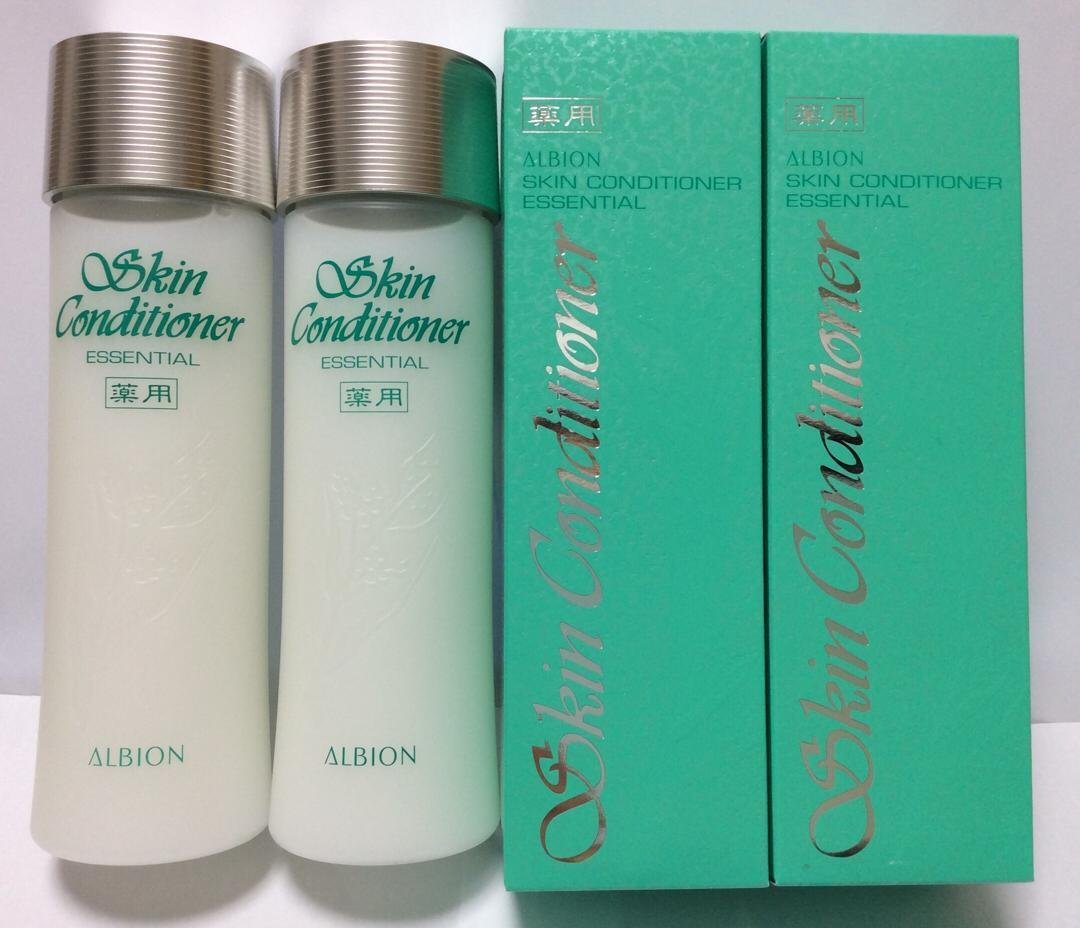 Skin
Conditioner
ESSENTIAL
薬用
ALBION
Skin
Conditioner
ESSENTIAL
薬用
ALBION
薬用
ALBION
SKIN CONDITIONER
ESSENTIAL
Skin Conditioner
薬用
ALBION
SKIN CONDITIONER
ESSENTIAL
Skin Conditioner